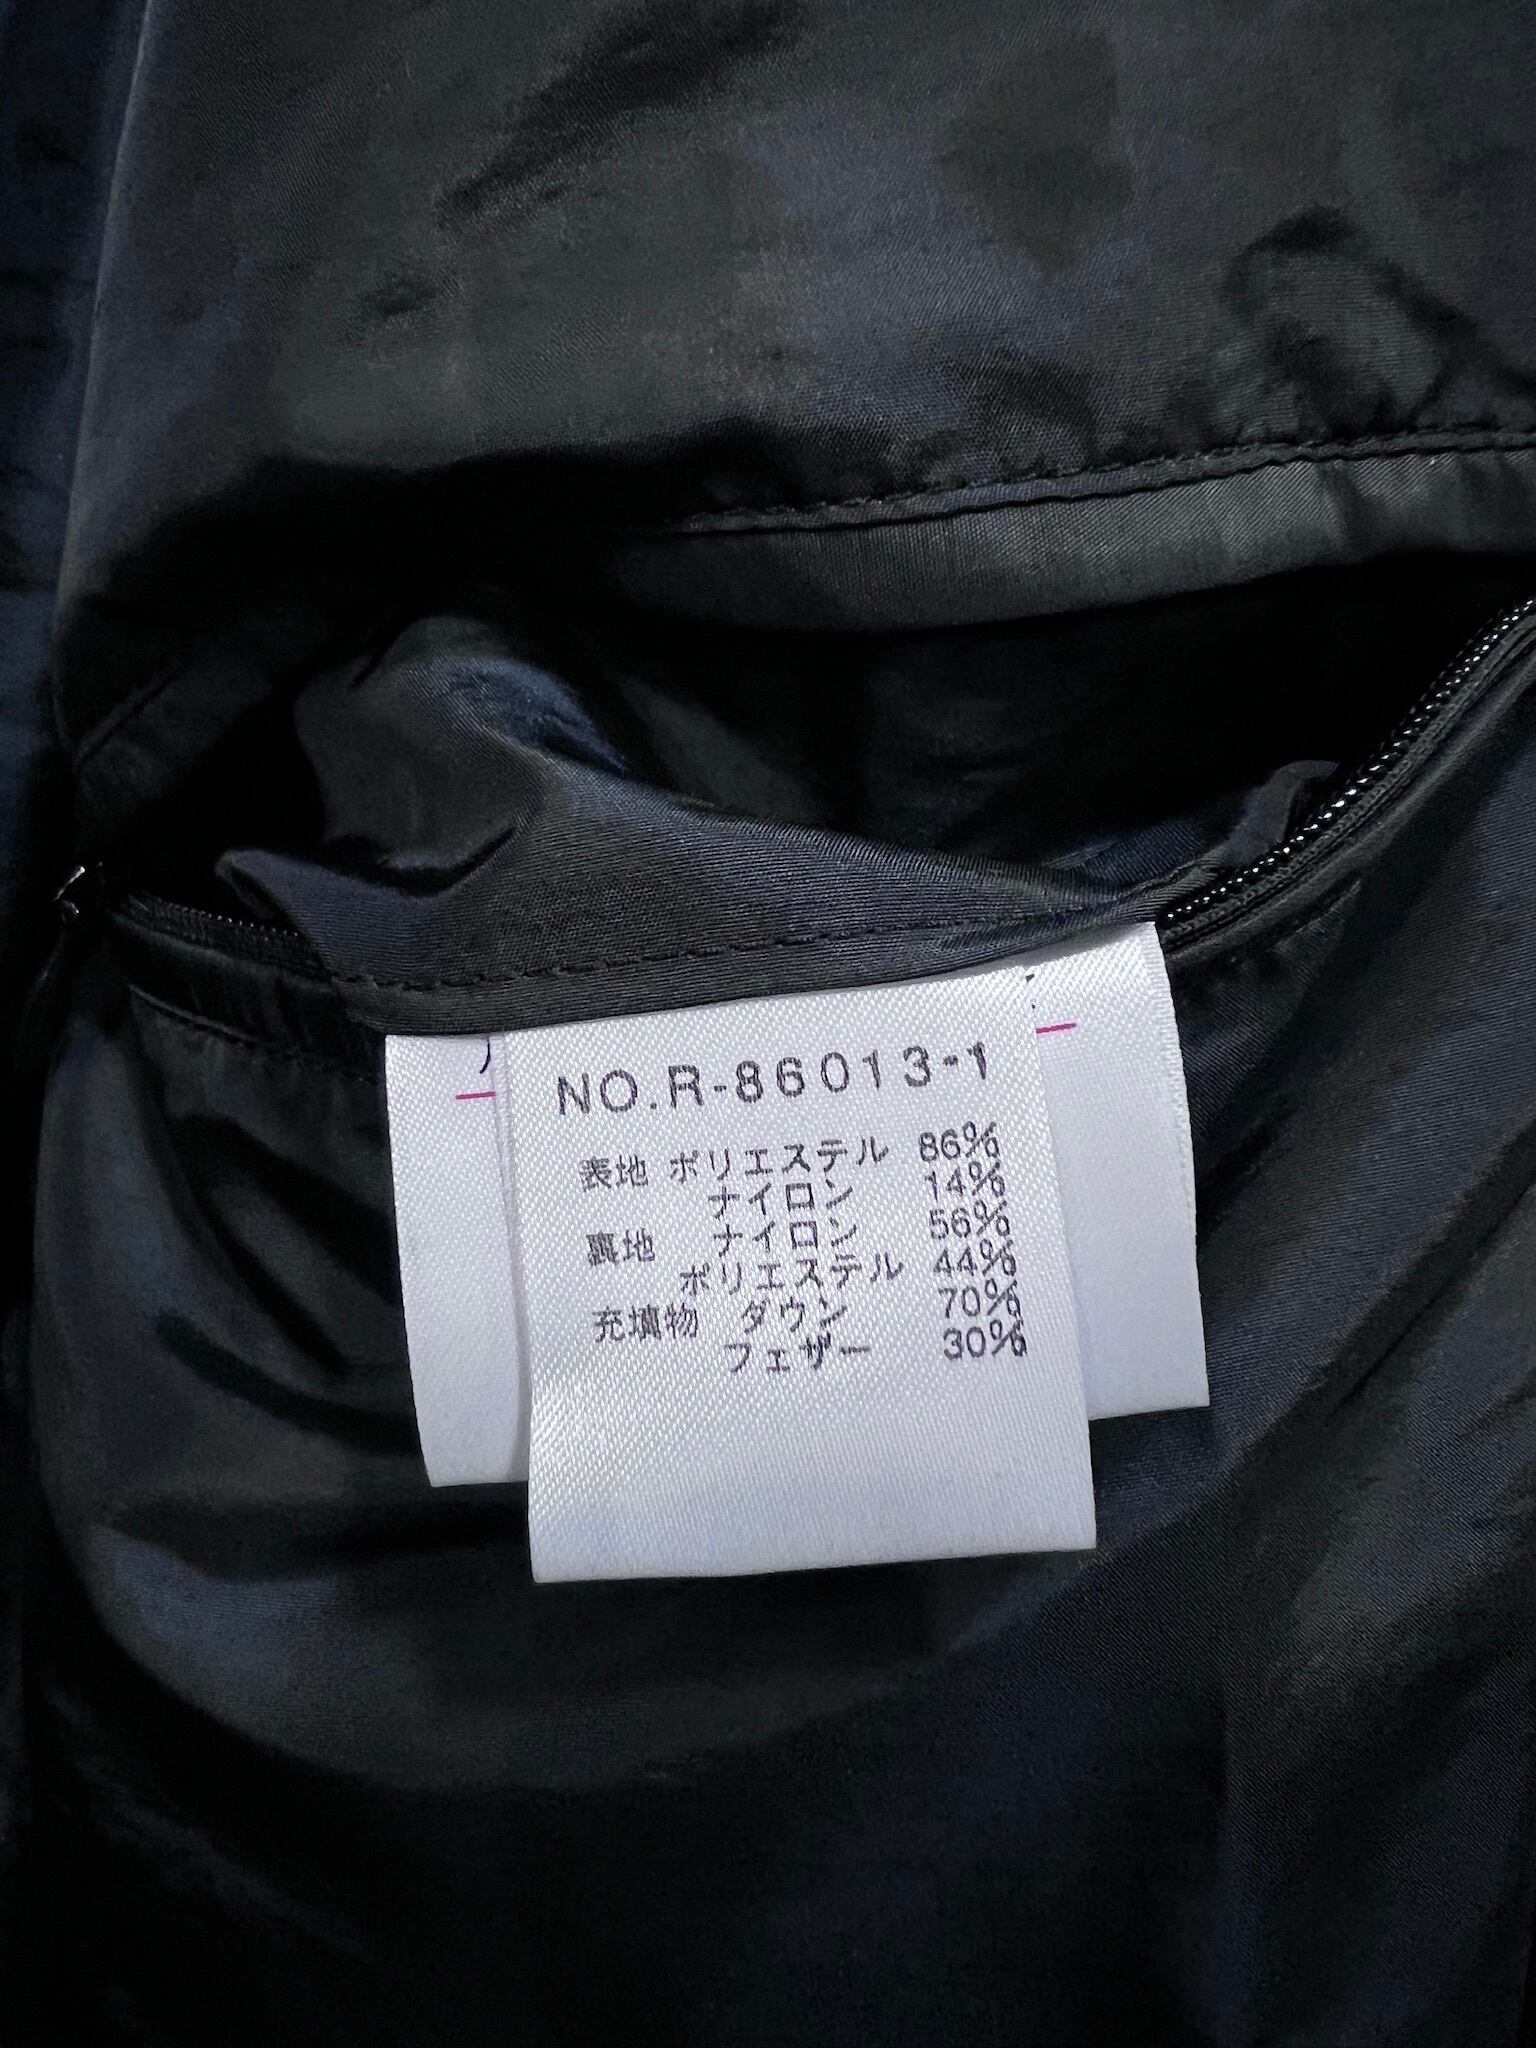 NO.R-86013-1
表地 ポリエステル 86%
ナイロン 14%
裏地 ナイロン 56%
ポリエステル 44%
充填物 ダウン 70%
フェザー 30%